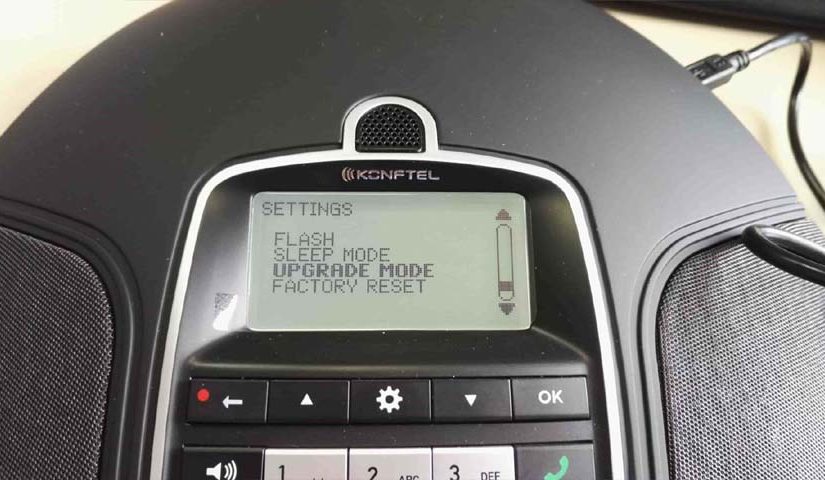 KONFTEL
SETTINGS
FLASH
SLEEP MODE
UPGRADE MODE
FACTORY RESET
OK
1
2 ABC
3 DEF